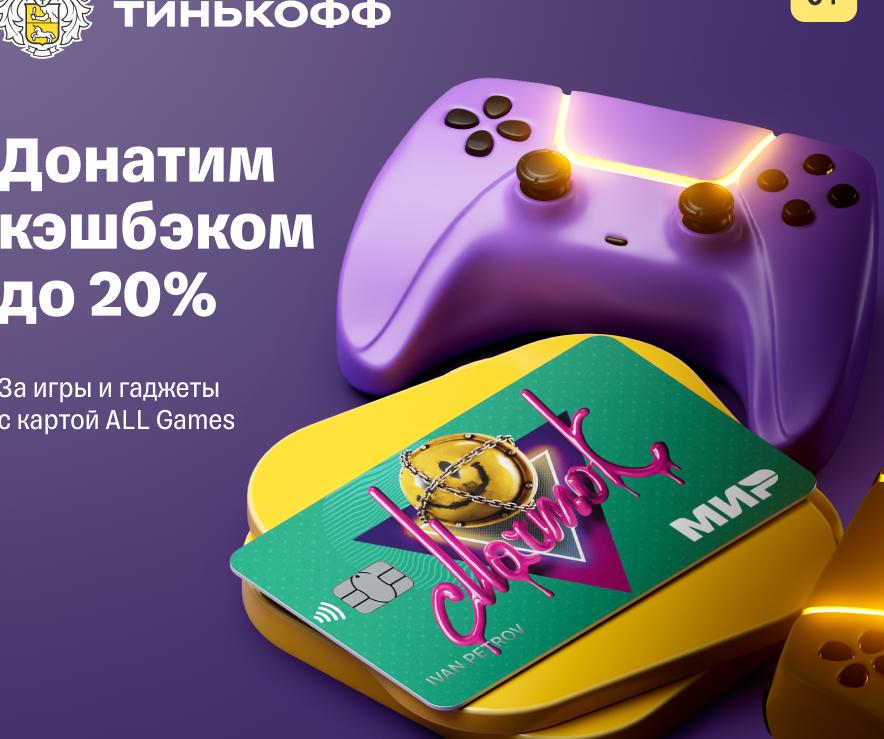 ТИНЬКОФФ
Донатим
кэшбэком
до 20%
За игры и гаджеты
с картой ALL Games
МИР
IVAN PETROV